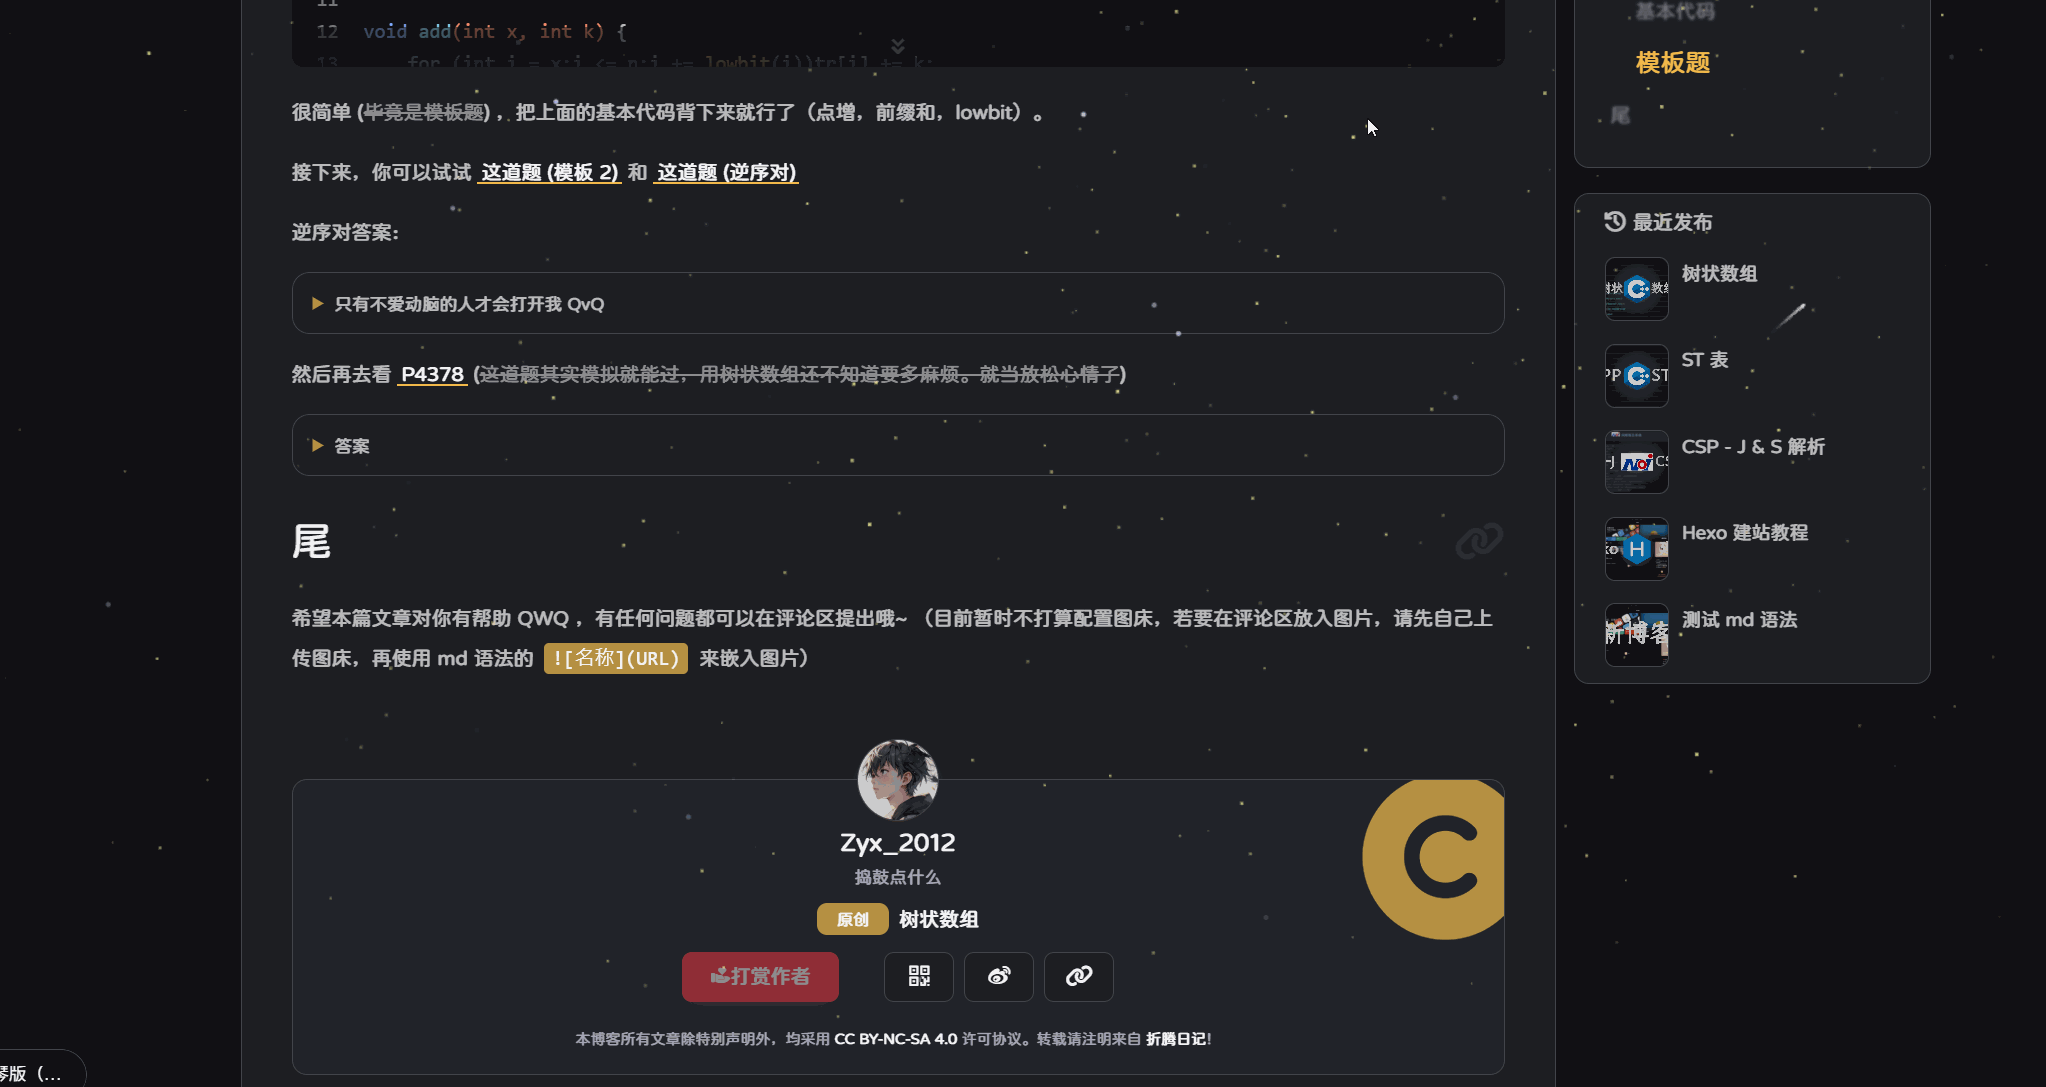 12 void add(int x, int k) {
13 for (int i = x;i <= n;i += lowbit(i))tr[i] += k;
很简单 (毕竟是模板题) ，把上面的基本代码背下来就行了（点增，前缀和，lowbit）。
接下来，你可以试试 这道题 (模板 2) 和 这道题 (逆序对)
逆序对答案:
只有不爱动脑的人才会打开我 QvQ
然后再去看 P4378 (这道题其实模拟就能过，用树状数组还不知道要多麻烦。就当放松心情了)
答案
尾
希望本篇文章对你有帮助 QWQ ，有任何问题都可以在评论区提出哦~ （目前暂时不打算配置图床，若要在评论区放入图片，请先自己上
传图床，再使用 md 语法的 ![名称](URL) 来嵌入图片）
Zyx_2012
捣鼓点什么
原创 树状数组
打赏作者
本博客所有文章除特别声明外，均采用 CC BY-NC-SA 4.0 许可协议。转载请注明来自 折腾日记!
琴版（...
基本代码
模板题
尾
最近发布
树状数组
ST 表
CSP - J & S 解析
Hexo 建站教程
测试 md 语法